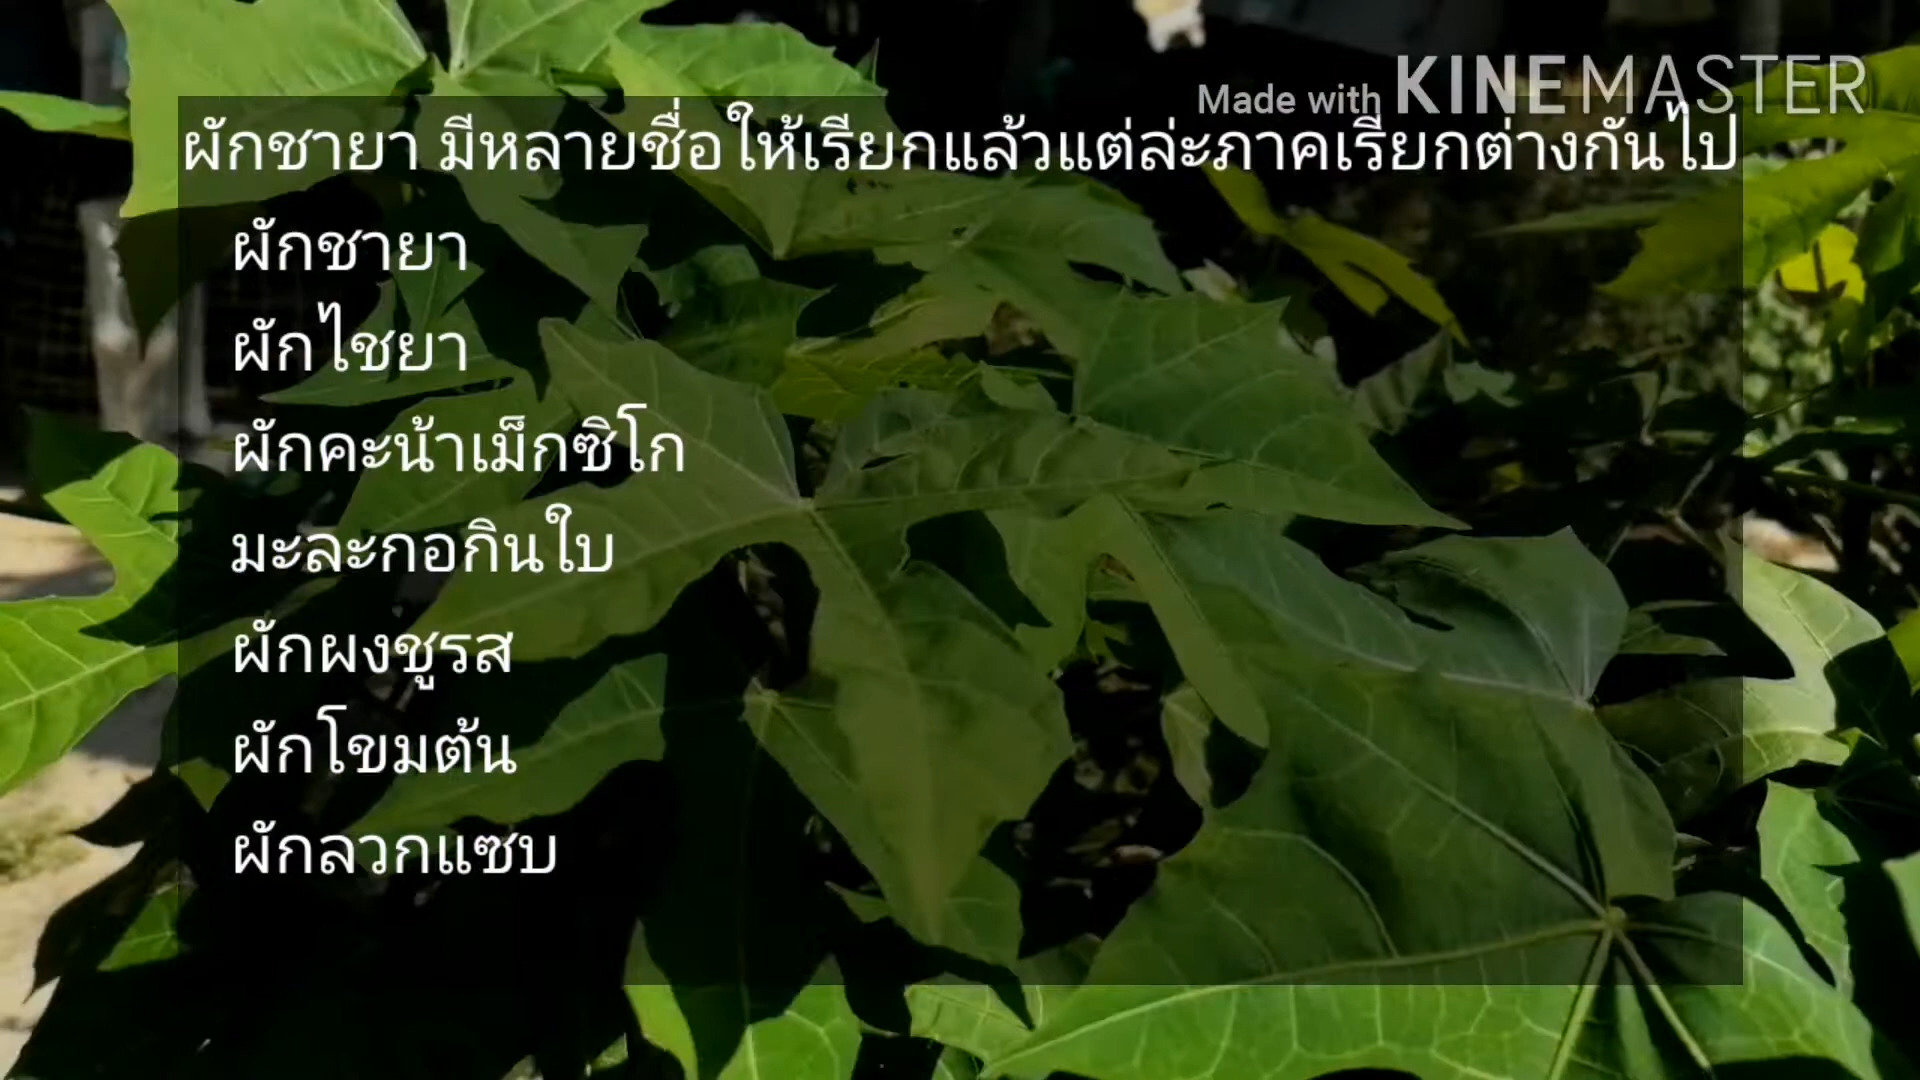 Made with KINEMASTER
ผักชายา มีหลายชื่อให้เรียกแล้วแต่ล่ะภาคเรียกต่างกันไป
ผักชายา
ผักไชยา
ผักคะน้าเม็กซิโก
มะละกอกินใบ
ผักผงชูรส
ผักโขมต้น
ผักลวกแซบ